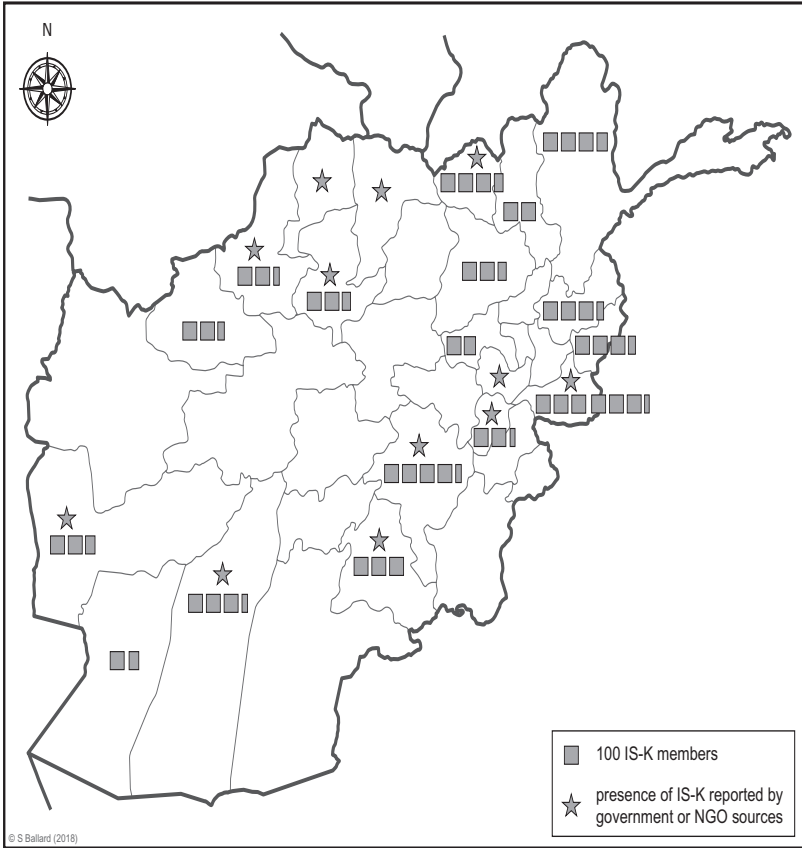 N
100 IS-K members
presence of IS-K reported by
government or NGO sources
© S Ballard (2018)